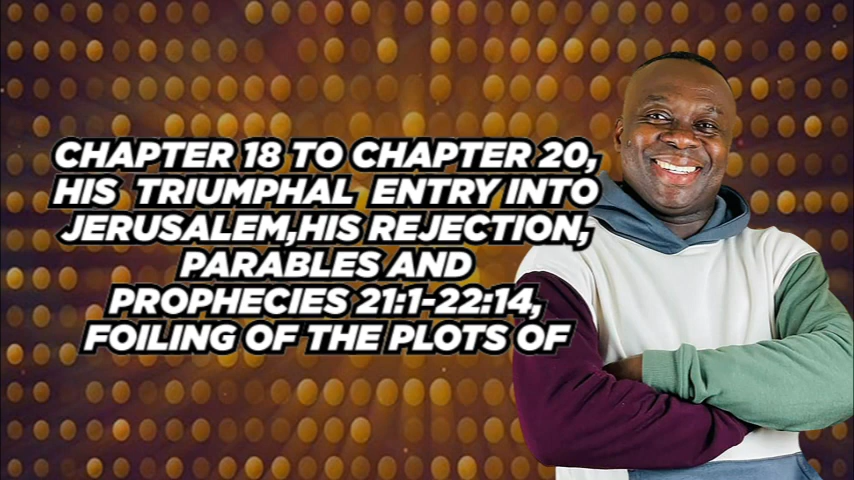 CHAPTER 18 TO CHAPTER 20,
HIS TRIUMPHAL ENTRY INTO
JERUSALEM,HIS REJECTION,
PARABLES AND
PROPHECIES 21:1-22:14,
FOILING OF THE PLOTS OF